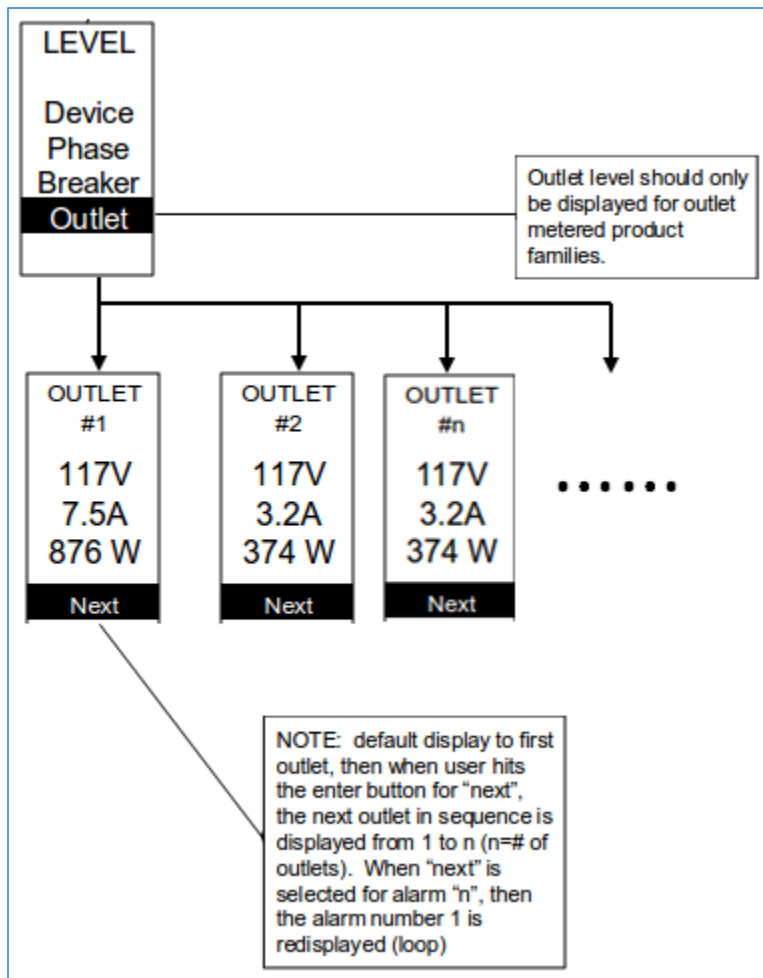 LEVEL
Device
Phase
Breaker
Outlet
Outlet level should only
be displayed for outlet
metered product
families.
OUTLET
#1
117V
7.5A
876 W
Next
OUTLET
#2
117V
3.2A
374 W
Next
OUTLET
#n
117V
3.2A
374 W
Next
......
NOTE: default display to first
outlet, then when user hits
the enter button for “next”,
the next outlet in sequence is
displayed from 1 to n (n=# of
outlets). When “next” is
selected for alarm “n”, then
the alarm number 1 is
redisplayed (loop)